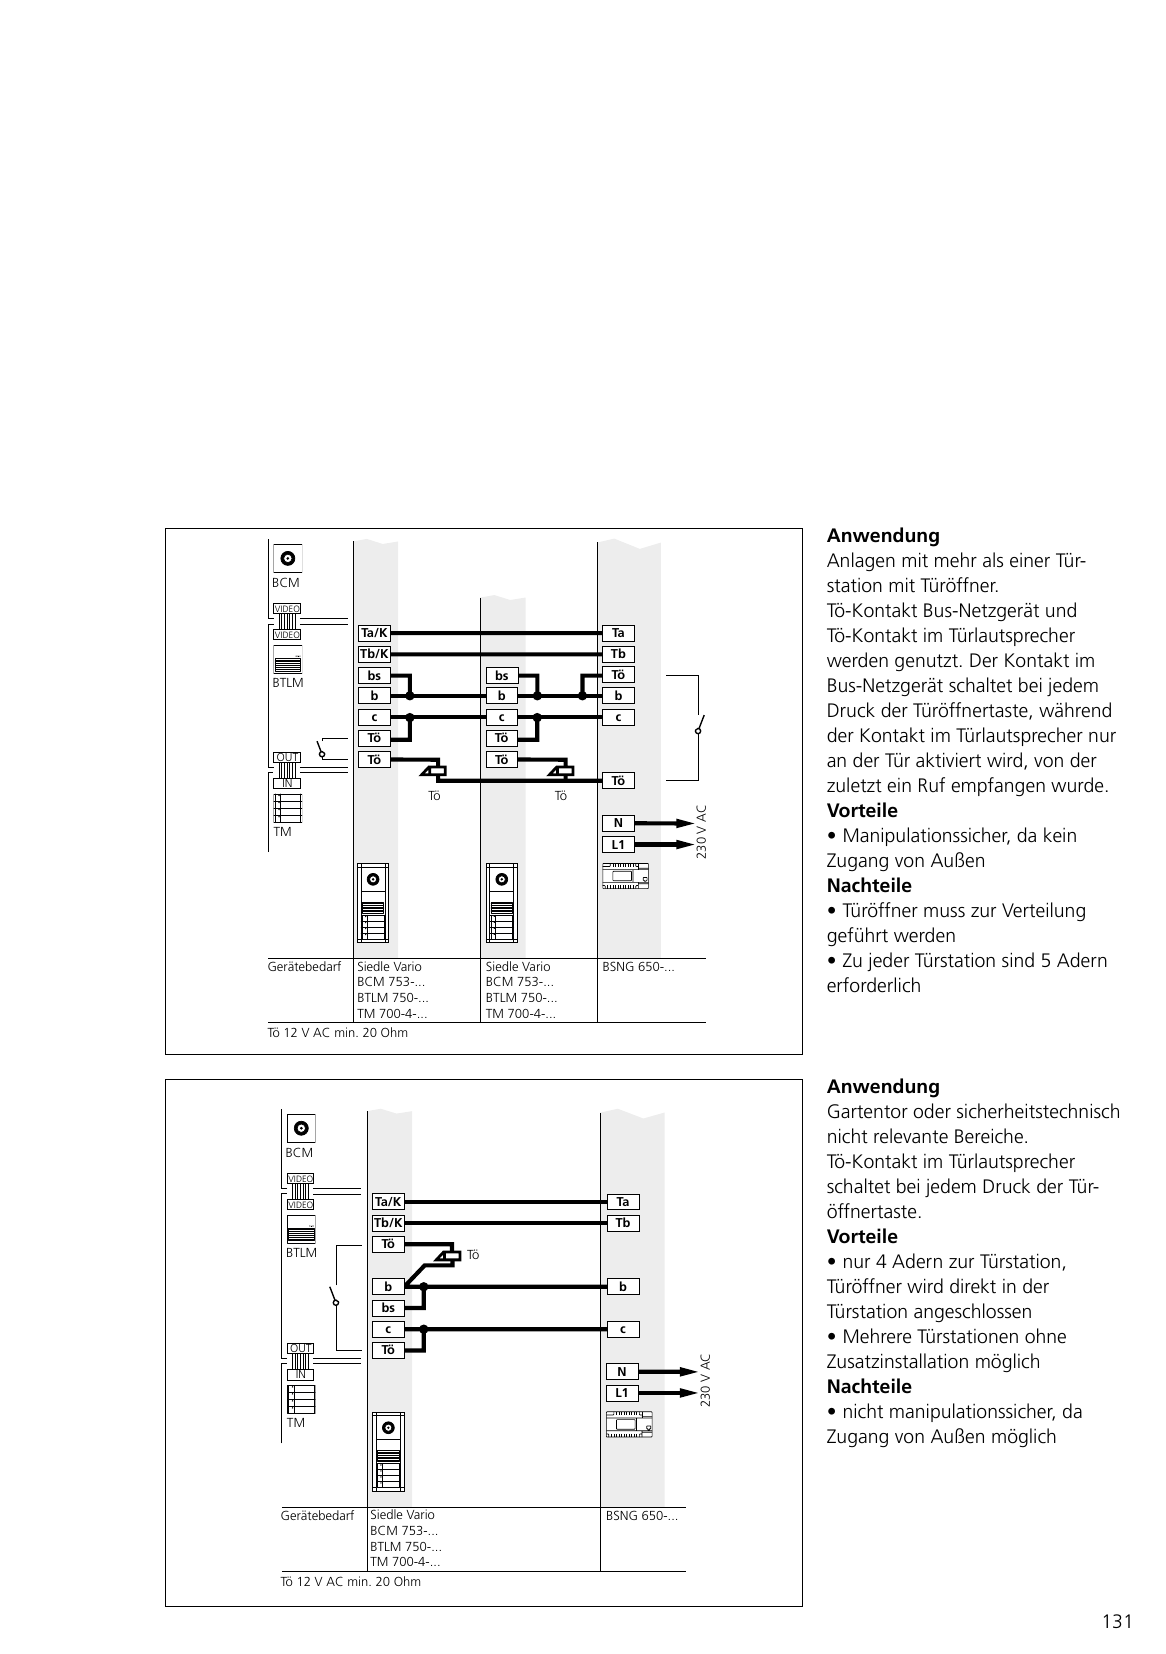 BCM
VIDEO
VIDEO
BTLM
OUT
IN
TM
Ta/K
Ta
Tb/K
Tb
bs
bs
Tö
b
b
b
c
c
c
Tö
Tö
Tö
Tö
Tö
Tö
Tö
N
L1
230 V AC
Gerätebedarf
Siedle Vario
BCM 753-...
BTLM 750-...
TM 700-4-...
Siedle Vario
BCM 753-...
BTLM 750-...
TM 700-4-...
BSNG 650-...
Tö 12 V AC min. 20 Ohm
Anwendung
Anlagen mit mehr als einer Tür-
station mit Türöffner.
Tö-Kontakt Bus-Netzgerät und
Tö-Kontakt im Türlautsprecher
werden genutzt. Der Kontakt im
Bus-Netzgerät schaltet bei jedem
Druck der Türöffnertaste, während
der Kontakt im Türlautsprecher nur
an der Tür aktiviert wird, von der
zuletzt ein Ruf empfangen wurde.
Vorteile
• Manipulationssicher, da kein
Zugang von Außen
Nachteile
• Türöffner muss zur Verteilung
geführt werden
• Zu jeder Türstation sind 5 Adern
erforderlich
BCM
VIDEO
VIDEO
BTLM
OUT
IN
TM
Ta/K
Ta
Tb/K
Tb
Tö
Tö
b
b
bs
c
c
Tö
N
L1
230 V AC
Gerätebedarf
Siedle Vario
BCM 753-...
BTLM 750-...
TM 700-4-...
BSNG 650-...
Tö 12 V AC min. 20 Ohm
Anwendung
Gartentor oder sicherheitstechnisch
nicht relevante Bereiche.
Tö-Kontakt im Türlautsprecher
schaltet bei jedem Druck der Tür-
öffnertaste.
Vorteile
• nur 4 Adern zur Türstation,
Türöffner wird direkt in der
Türstation angeschlossen
• Mehrere Türstationen ohne
Zusatzinstallation möglich
Nachteile
• nicht manipulationssicher, da
Zugang von Außen möglich
131